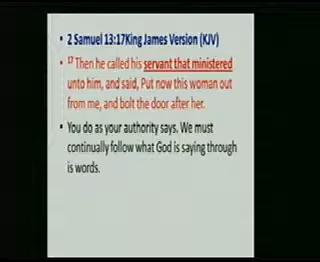 • 2 Samuel 13:17King James Version (KJV)
• 17 Then he called his servant that ministered
unto him, and said, Put now this woman out
from me, and bolt the door after her.
• You do as your authority says. We must
continually follow what God is saying through
is words.